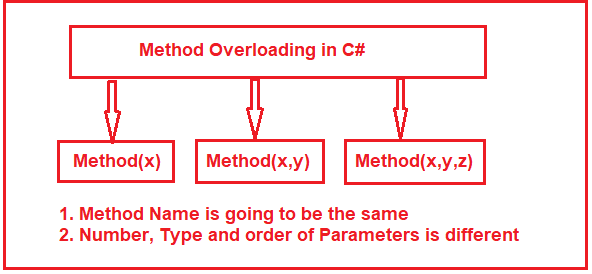 Method Overloading in C#
Method(x)
Method(x,y)
Method(x,y,z)
1. Method Name is going to be the same
2. Number, Type and order of Parameters is different